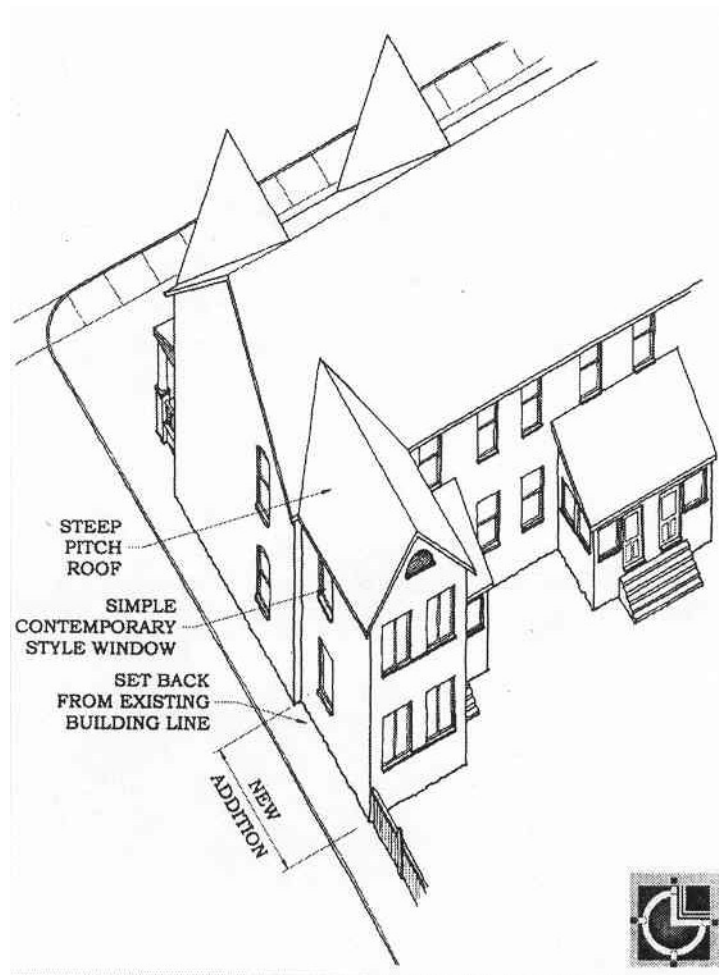 STEEP
PITCH
ROOF
SIMPLE
CONTEMPORARY
STYLE WINDOW
SET BACK
FROM EXISTING
BUILDING LINE
NEW
ADDITION